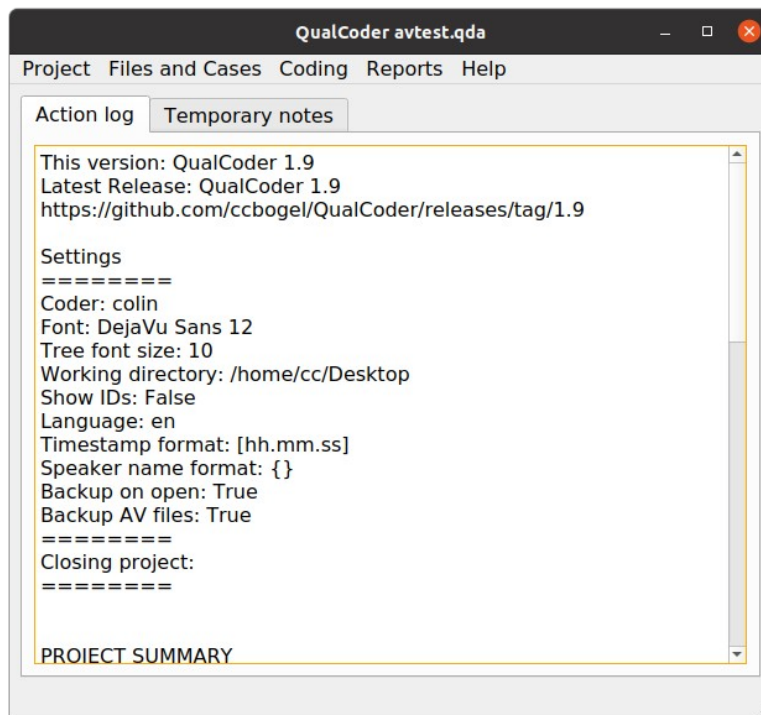 QualCoder avtest.qda
Project Files and Cases Coding Reports Help
Action log Temporary notes
This version: QualCoder 1.9
Latest Release: QualCoder 1.9
https://github.com/ccbogel/QualCoder/releases/tag/1.9
Settings
========
Coder: colin
Font: DejaVu Sans 12
Tree font size: 10
Working directory: /home/cc/Desktop
Show IDs: False
Language: en
Timestamp format: [hh.mm.ss]
Speaker name format: {}
Backup on open: True
Backup AV files: True
========
Closing project:
========
PROJECT SUMMARY